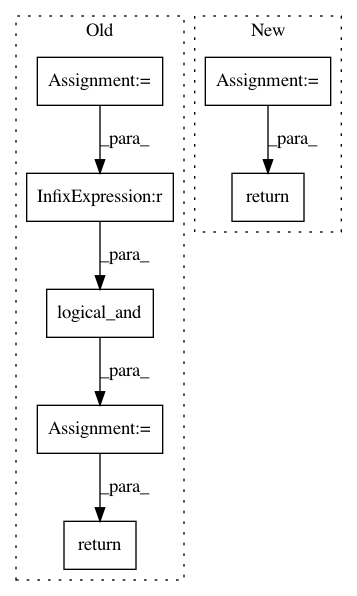 Old
Assignment:=
_para_
InfixExpression:r
_para_
logical_and
_para_
Assignment:=
_para_
return
New
Assignment:=
_para_
return